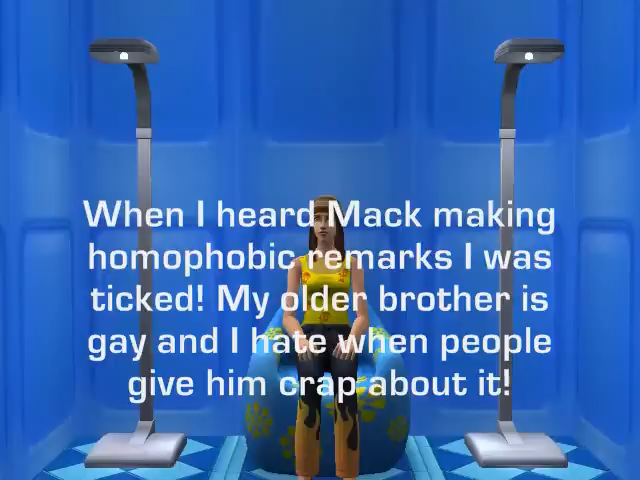 When I heard Mack making
homophobic remarks I was
ticked! My older brother is
gay and I hate when people
give him crap about it!